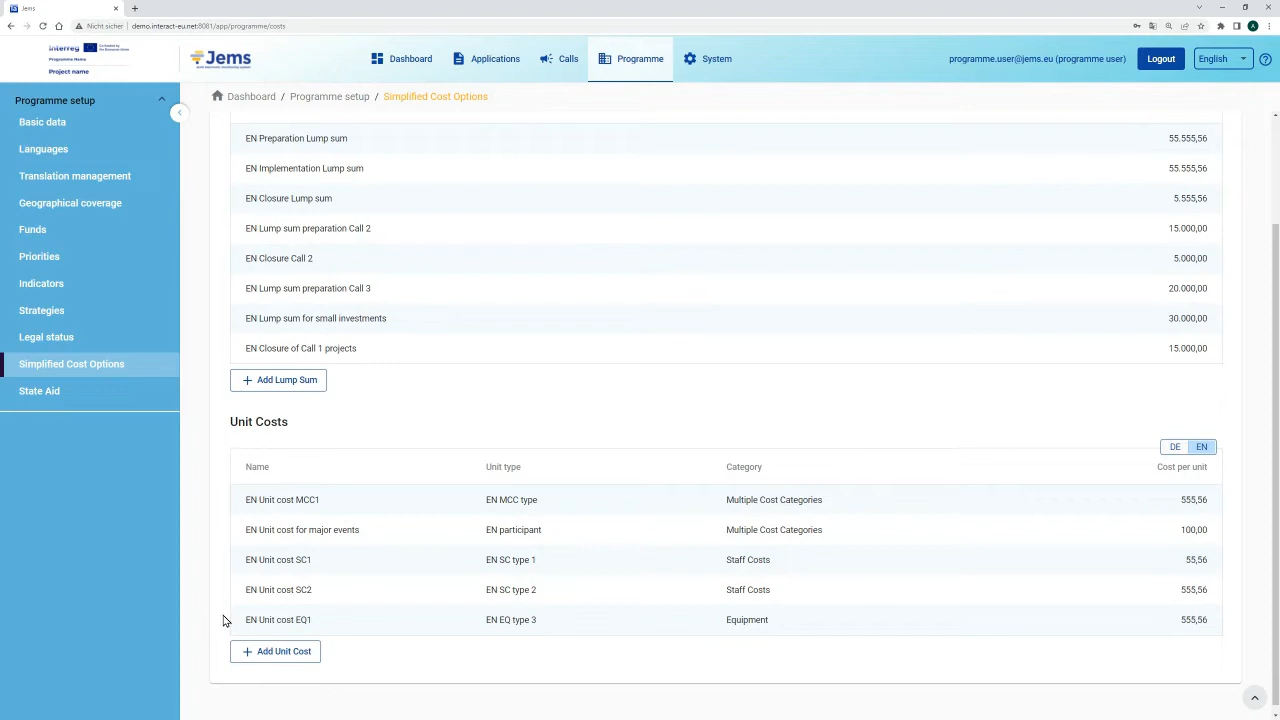 Jems
Nicht sicher | demo.interact-eu.net:8081/app/programme/costs
Interreg
Co-funded by
the European Union
Programme Name
Project name
Jems
Dashboard
Applications
Calls
Programme
System
rogramme.user@jems.eu (programme user)
Logout
English
Programme setup
Basic data
Languages
Translation management
Geographical coverage
Funds
Priorities
Indicators
Strategies
Legal status
Simplified Cost Options
State Aid
Dashboard / Programme setup / Simplified Cost Options
EN Preparation Lump sum 55.555,56
EN Implementation Lump sum 55.555,56
EN Closure Lump sum 5.555,56
EN Lump sum preparation Call 2 15.000,00
EN Closure Call 2 5.000,00
EN Lump sum preparation Call 3 20.000,00
EN Lump sum for small investments 30.000,00
EN Closure of Call 1 projects 15.000,00
+ Add Lump Sum
Unit Costs
DE EN
Name Unit type Category Cost per unit
EN Unit cost MCC1 EN MCC type Multiple Cost Categories 555,56
EN Unit cost for major events EN participant Multiple Cost Categories 100,00
EN Unit cost SC1 EN SC type 1 Staff Costs 55,56
EN Unit cost SC2 EN SC type 2 Staff Costs 555,56
EN Unit cost EQ1 EN EQ type 3 Equipment 555,56
+ Add Unit Cost